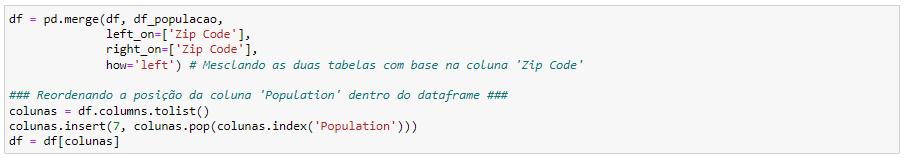 df = pd.merge(df, df_populacao,
              left_on=['Zip Code'],
              right_on=['Zip Code'],
              how='left') # Mesclando as duas tabelas com base na coluna 'Zip Code'

### Reordenando a posição da coluna 'Population' dentro do dataframe ###
colunas = df.columns.tolist()
colunas.insert(7, colunas.pop(colunas.index('Population')))
df = df[colunas]